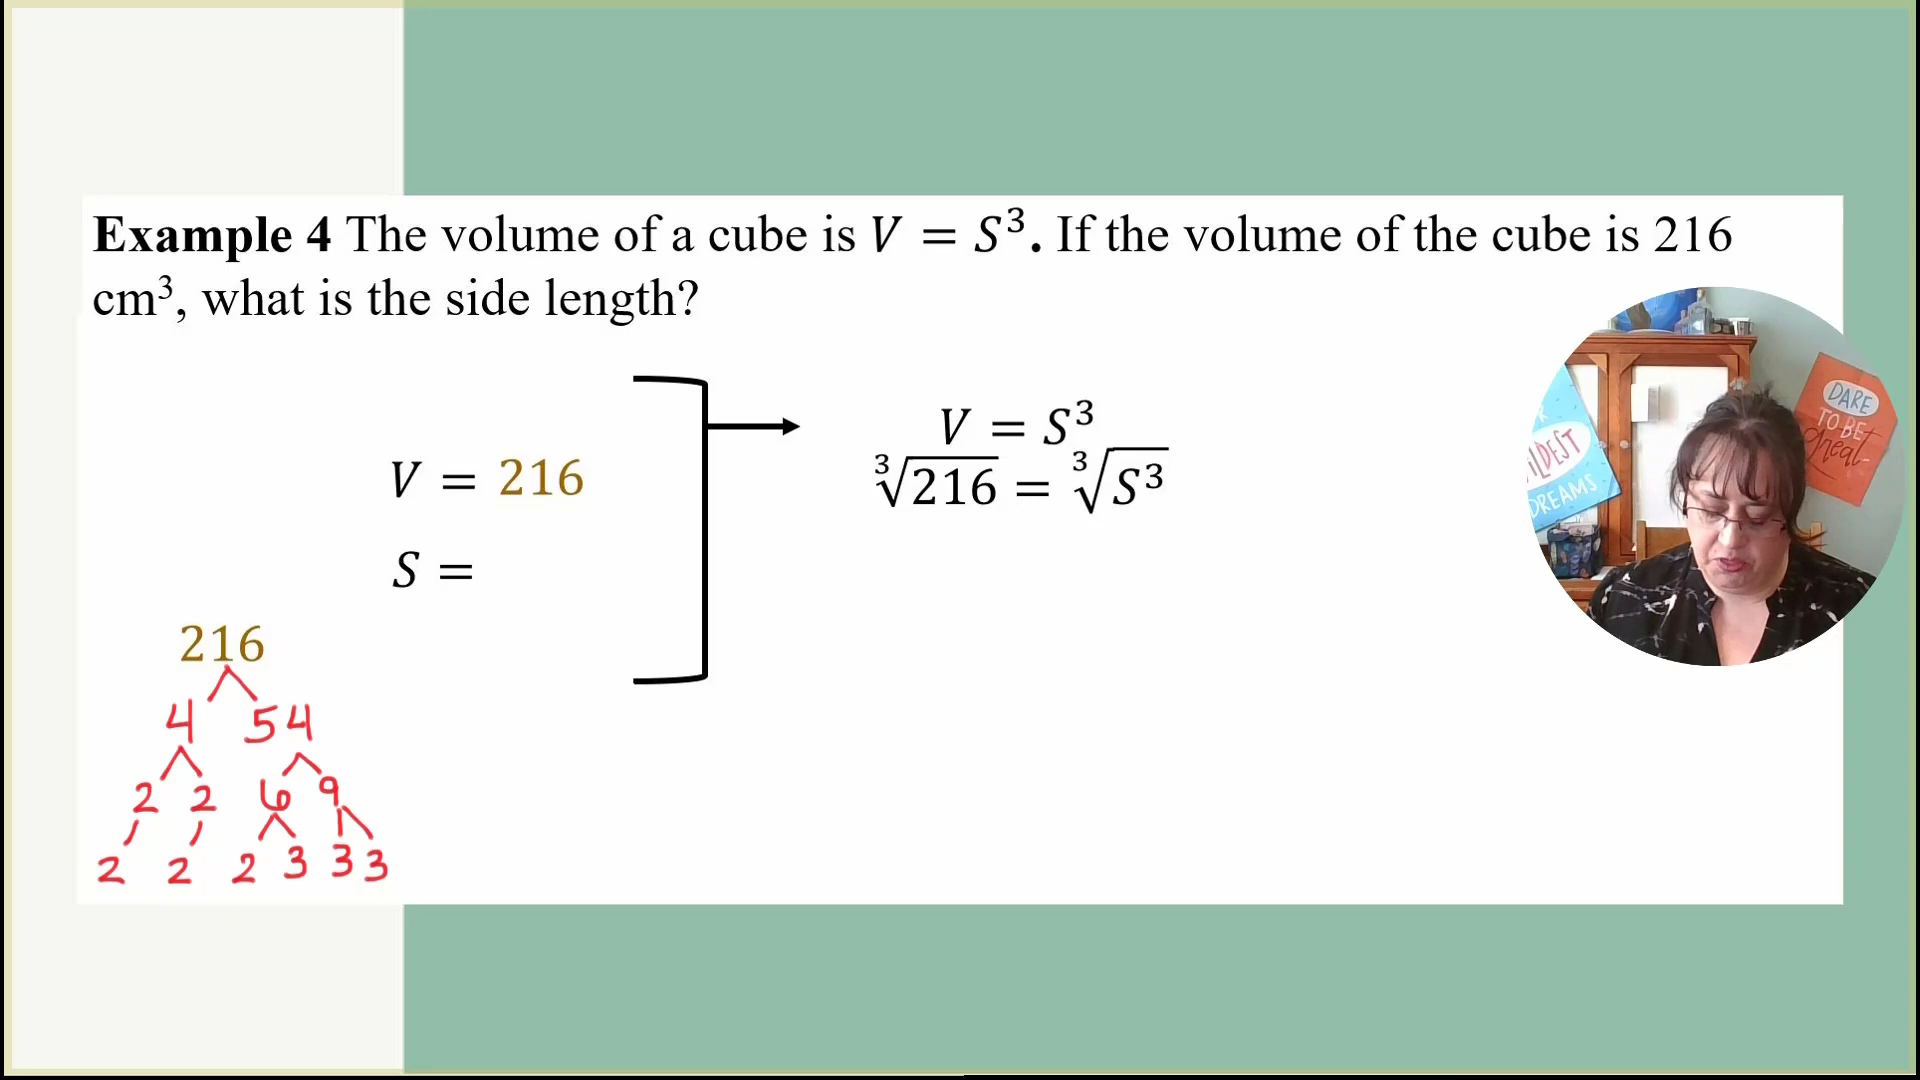 Example 4 The volume of a cube is V = S³. If the volume of the cube is 216
cm³, what is the side length?
V = 216
S =
V = S³
∛216 = ∛S³
216
4 54
2 2 6 9
2 2 2 3 3 3
DARE
TO BE
Great
DREAMS